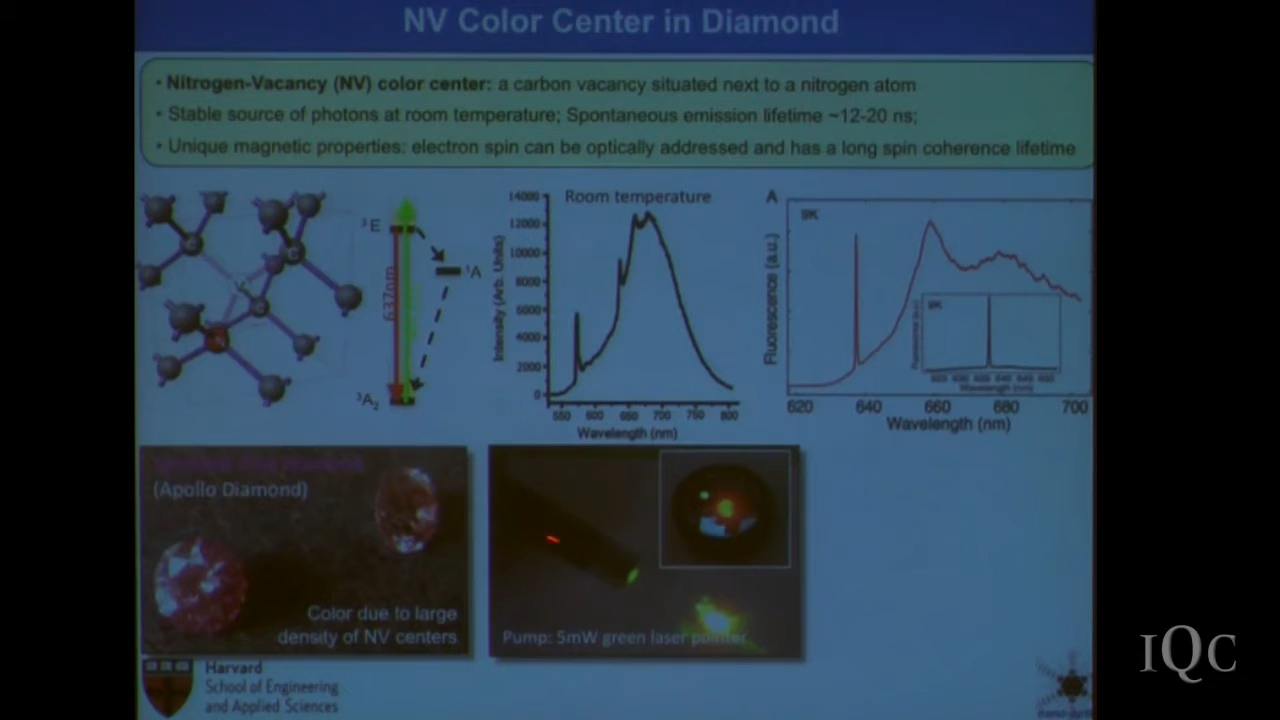 NV Color Center in Diamond
• Nitrogen-Vacancy (NV) color center: a carbon vacancy situated next to a nitrogen atom
• Stable source of photons at room temperature; Spontaneous emission lifetime ~12-20 ns;
• Unique magnetic properties: electron spin can be optically addressed and has a long spin coherence lifetime
³E
¹A
637nm
³A₂
Room temperature
14000
12000
10000
8000
6000
4000
2000
0
Intensity (Arb. Units)
550 600 650 700 750 800
Wavelength (nm)
A
9K
Fluorescence (a.u.)
9K
Wavelength (nm)
620 640 660 680 700
Wavelength (nm)
(Apollo Diamond)
Color due to large
density of NV centers
Pump: 5mW green laser pointer
Harvard
School of Engineering
and Applied Sciences
IQC